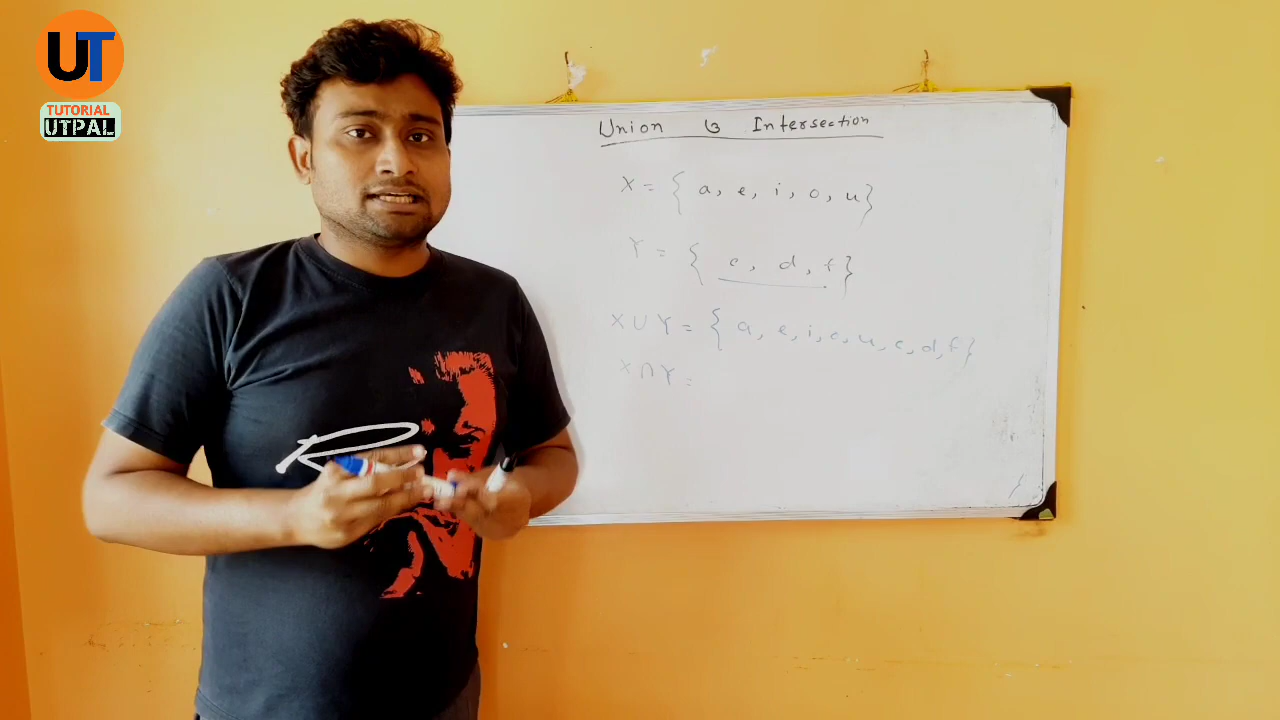 UT
TUTORIAL
UTPAL
Union ও Intersection
X = { a, e, i, o, u}
Y = { c, d, f}
X ∪ Y = { a, e, i, o, u, c, d, f}
X ∩ Y =